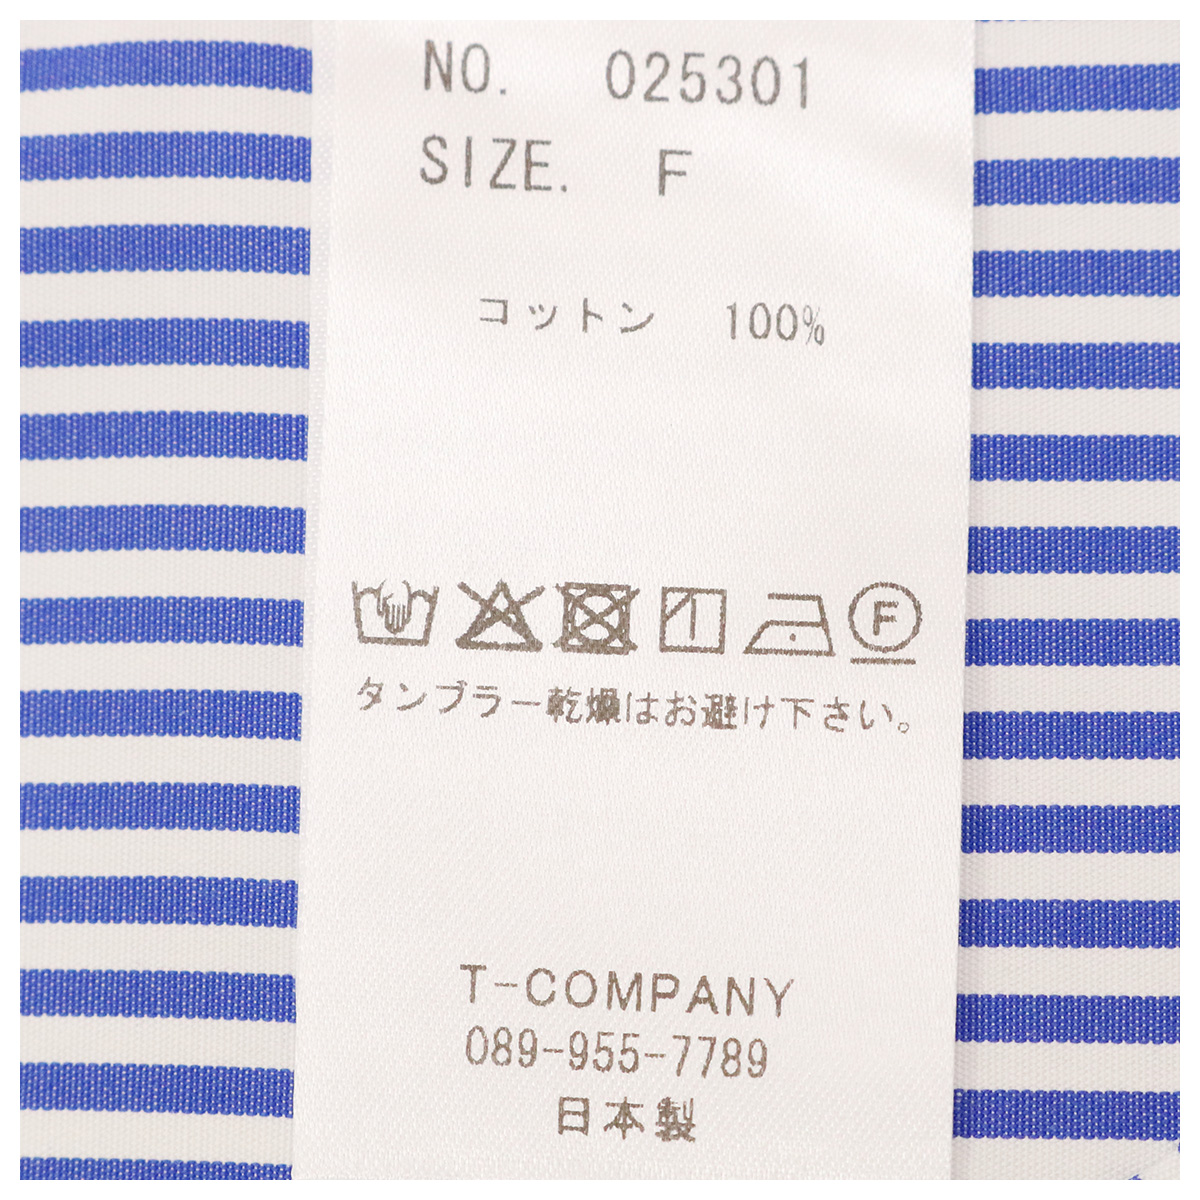 NO. 025301
SIZE. F
コットン 100%
F
タンブラー乾燥はお避け下さい。
T-COMPANY
089-955-7789
日本製